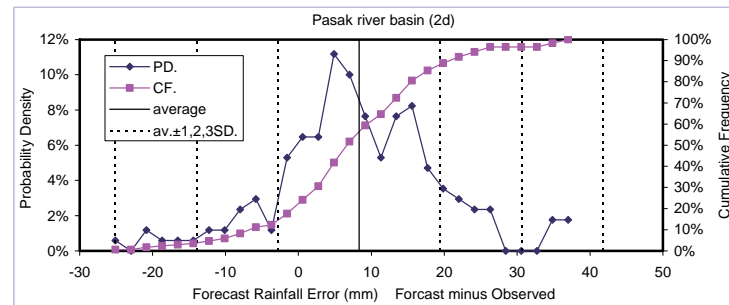 Pasak river basin (2d)
12%
10%
8%
6%
4%
2%
0%
Probability Density
PD.
CF.
average
av.±1,2,3SD.
100%
90%
80%
70%
60%
50%
40%
30%
20%
10%
0%
Cumulative Frequency
-30 -20 -10 0 10 20 30 40 50
Forecast Rainfall Error (mm) Forcast minus Observed